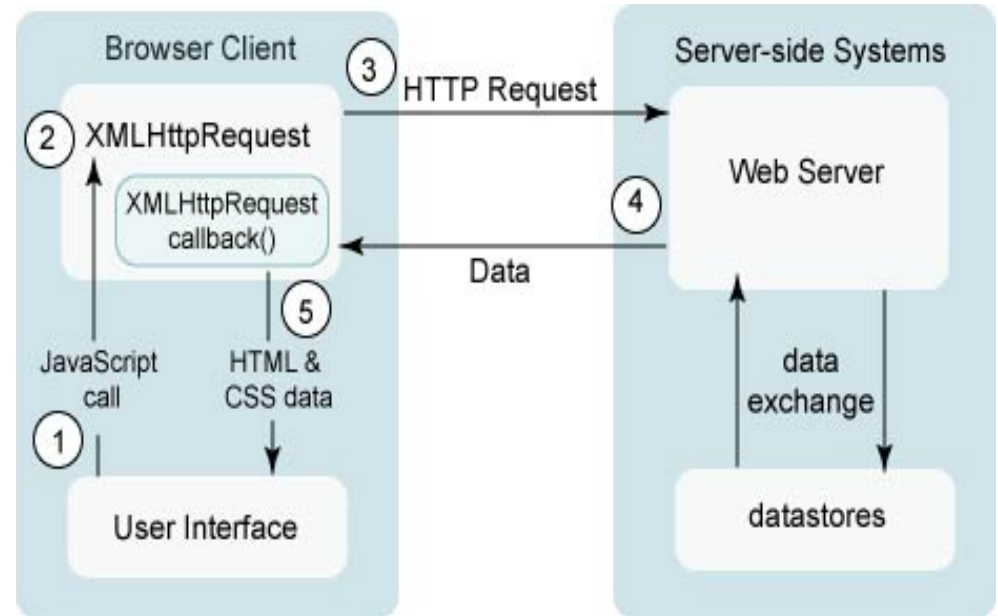 Browser Client
Server-side Systems
3
HTTP Request
2
XMLHttpRequest
Web Server
XMLHttpRequest
callback()
4
Data
5
JavaScript
call
HTML &
CSS data
data
exchange
1
User Interface
datastores